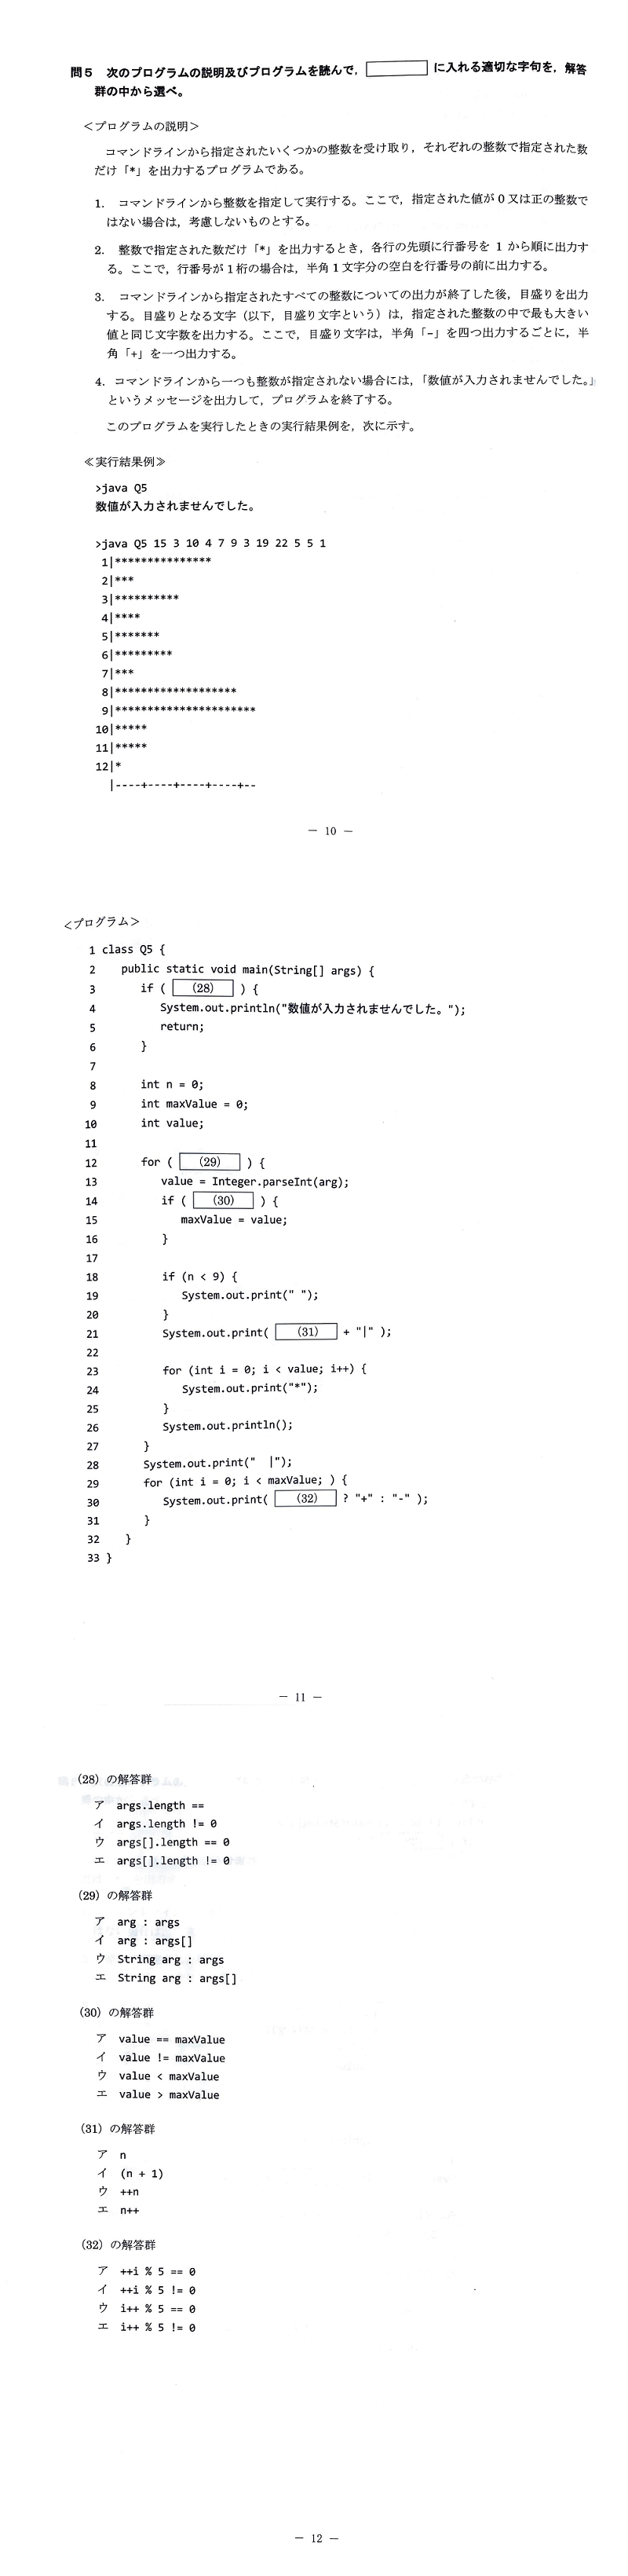 問5 次のプログラムの説明及びプログラムを読んで, に入れる適切な字句を, 解答
群の中から選べ。
＜プログラムの説明＞
コマンドラインから指定されたいくつかの整数を受け取り, それぞれの整数で指定された数
だけ「*」を出力するプログラムである。
1. コマンドラインから整数を指定して実行する。ここで, 指定された値が0又は正の整数で
はない場合は, 考慮しないものとする。
2. 整数で指定された数だけ「*」を出力するとき, 各行の先頭に行番号を 1 から順に出力す
る。ここで, 行番号が1桁の場合は, 半角1文字分の空白を行番号の前に出力する。
3. コマンドラインから指定されたすべての整数についての出力が終了した後, 目盛りを出力
する。目盛りとなる文字（以下, 目盛り文字という）は, 指定された整数の中で最も大きい
値と同じ文字数を出力する。ここで, 目盛り文字は, 半角「-」を四つ出力するごとに, 半
角「+」を一つ出力する。
4. コマンドラインから一つも整数が指定されない場合には,「数値が入力されませんでした。」
というメッセージを出力して, プログラムを終了する。
このプログラムを実行したときの実行結果例を, 次に示す。
≪実行結果例≫
>java Q5
数値が入力されませんでした。
>java Q5 15 3 10 4 7 9 3 19 22 5 5 1
1|***************
2|***
3|**********
4|****
5|*******
6|*********
7|***
8|*******************
9|**********************
10|*****
11|*****
12|*
|----+----+----+----+--
— 10 —
＜プログラム＞
1 class Q5 {
2 public static void main(String[] args) {
3 if ( (28) ) {
4 System.out.println("数値が入力されませんでした。");
5 return;
6 }
7
8 int n = 0;
9 int maxValue = 0;
10 int value;
11
12 for ( (29) ) {
13 value = Integer.parseInt(arg);
14 if ( (30) ) {
15 maxValue = value;
16 }
17
18 if (n < 9) {
19 System.out.print(" ");
20 }
21 System.out.print( (31) + "|" );
22
23 for (int i = 0; i < value; i++) {
24 System.out.print("*");
25 }
26 System.out.println();
27 }
28 System.out.print("  |");
29 for (int i = 0; i < maxValue; ) {
30 System.out.print( (32) ? "+" : "-" );
31 }
32 }
33 }
— 11 —
(28) の解答群
ア args.length ==
イ args.length != 0
ウ args[].length == 0
エ args[].length != 0
(29) の解答群
ア arg : args
イ arg : args[]
ウ String arg : args
エ String arg : args[]
(30) の解答群
ア value == maxValue
イ value != maxValue
ウ value < maxValue
エ value > maxValue
(31) の解答群
ア n
イ (n + 1)
ウ ++n
エ n++
(32) の解答群
ア ++i % 5 == 0
イ ++i % 5 != 0
ウ i++ % 5 == 0
エ i++ % 5 != 0
— 12 —